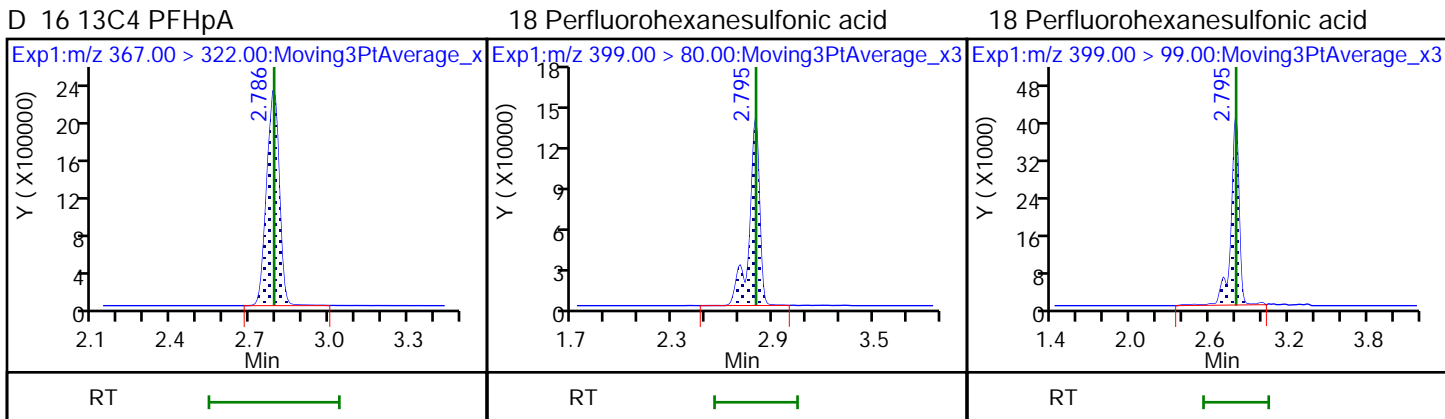 D 16 13C4 PFHpA
Exp1:m/z 367.00 > 322.00:Moving3PtAverage_x
2.786
Y ( X100000)
24
20
16
12
8
4
0
2.1 2.4 2.7 3.0 3.3
Min
RT
18 Perfluorohexanesulfonic acid
Exp1:m/z 399.00 > 80.00:Moving3PtAverage_x3
2.795
Y ( X10000)
18
15
12
9
6
3
0
1.7 2.3 2.9 3.5
Min
RT
18 Perfluorohexanesulfonic acid
Exp1:m/z 399.00 > 99.00:Moving3PtAverage_x3
2.795
Y ( X1000)
48
40
32
24
16
8
0
1.4 2.0 2.6 3.2 3.8
Min
RT